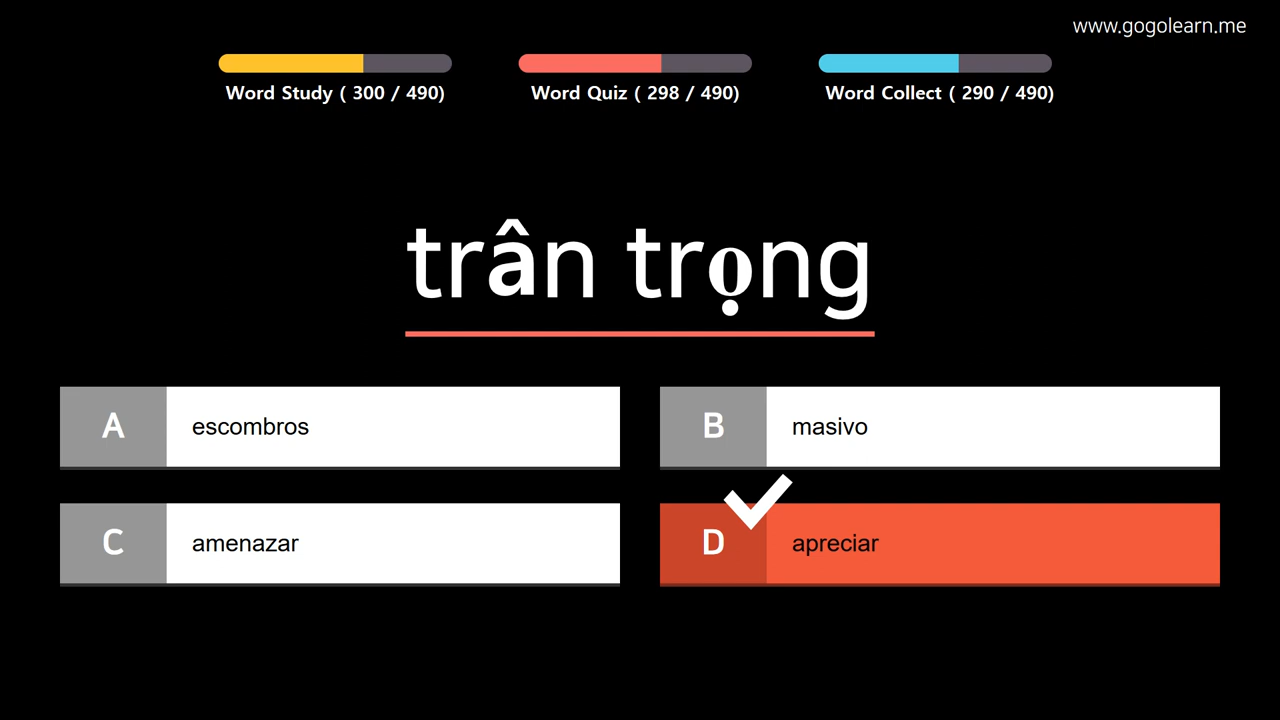 www.gogolearn.me
Word Study ( 300 / 490)
Word Quiz ( 298 / 490)
Word Collect ( 290 / 490)
trân trọng
A escombros
B masivo
C amenazar
D apreciar